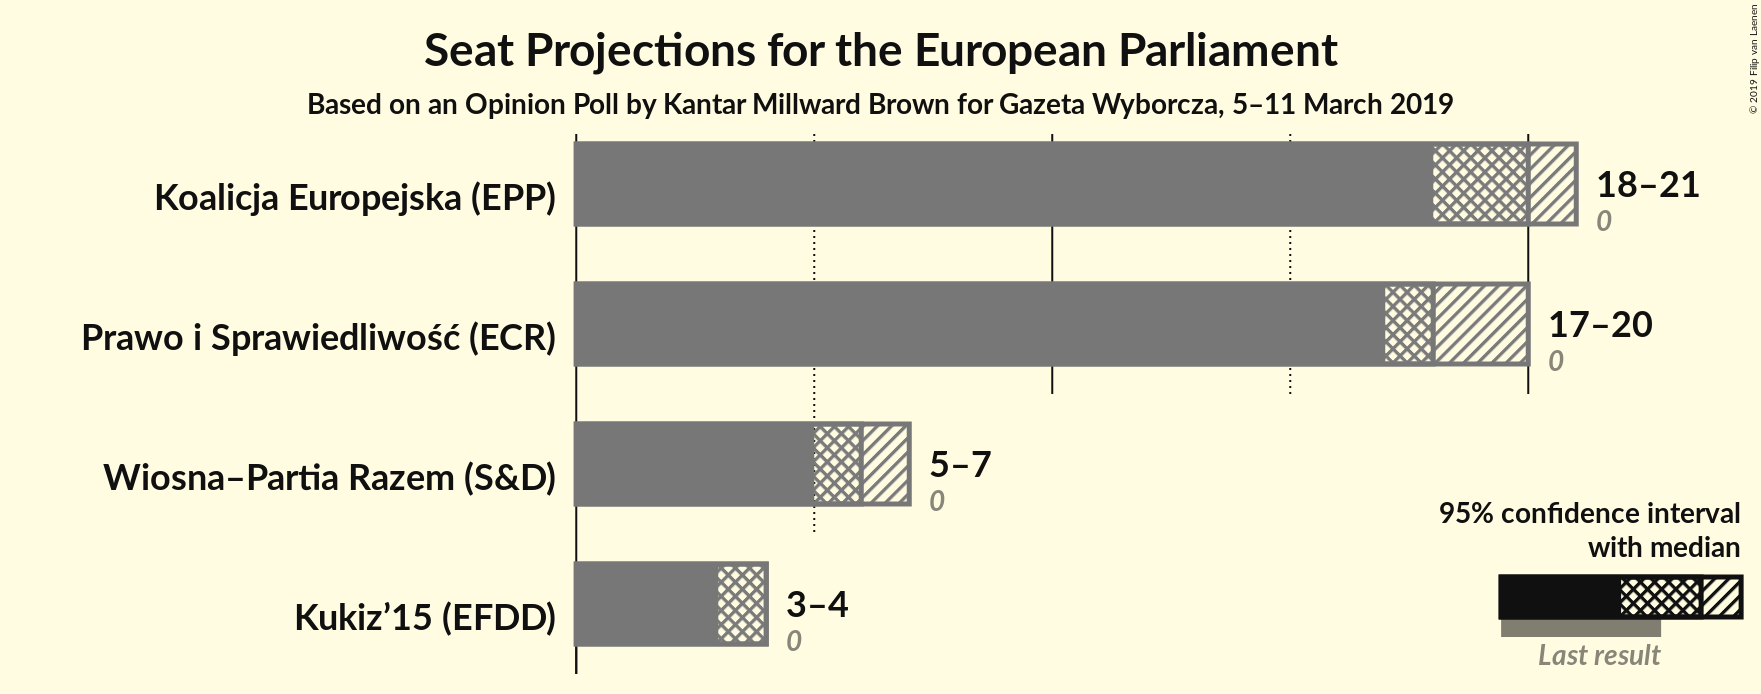 Seat Projections for the European Parliament
Based on an Opinion Poll by Kantar Millward Brown for Gazeta Wyborcza, 5–11 March 2019
© 2019 Filip van Laenen
Koalicja Europejska (EPP)
18–21
0
Prawo i Sprawiedliwość (ECR)
17–20
0
Wiosna–Partia Razem (S&D)
5–7
0
Kukiz’15 (EFDD)
3–4
0
95% confidence interval
with median
Last result